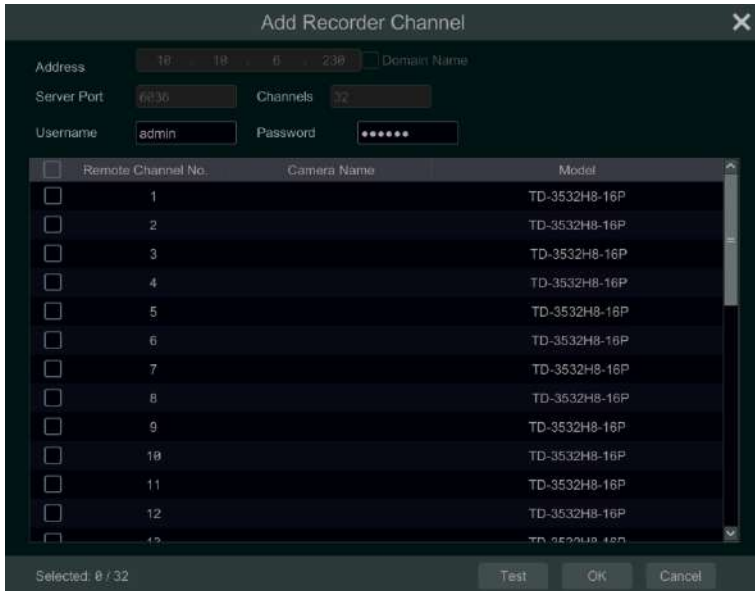 Add Recorder Channel
Address 10 . 10 . 6 . 230 Domain Name
Server Port 6036 Channels 32
Username admin Password ••••••
Remote Channel No. Camera Name Model
1 TD-3532H8-16P
2 TD-3532H8-16P
3 TD-3532H8-16P
4 TD-3532H8-16P
5 TD-3532H8-16P
6 TD-3532H8-16P
7 TD-3532H8-16P
8 TD-3532H8-16P
9 TD-3532H8-16P
10 TD-3532H8-16P
11 TD-3532H8-16P
12 TD-3532H8-16P
Selected: 0 / 32 Test OK Cancel